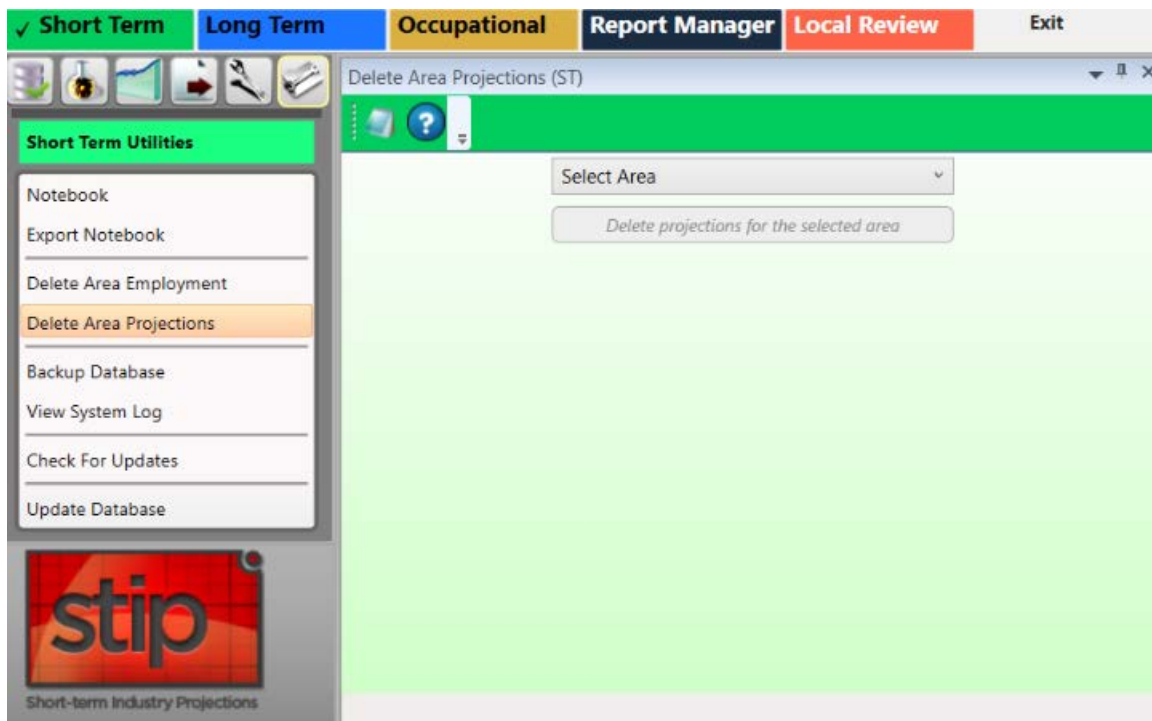 ✓ Short Term
Long Term
Occupational
Report Manager
Local Review
Exit
Delete Area Projections (ST)
Short Term Utilities
Select Area
Delete projections for the selected area
Notebook
Export Notebook
Delete Area Employment
Delete Area Projections
Backup Database
View System Log
Check For Updates
Update Database
stip
Short-term Industry Projections